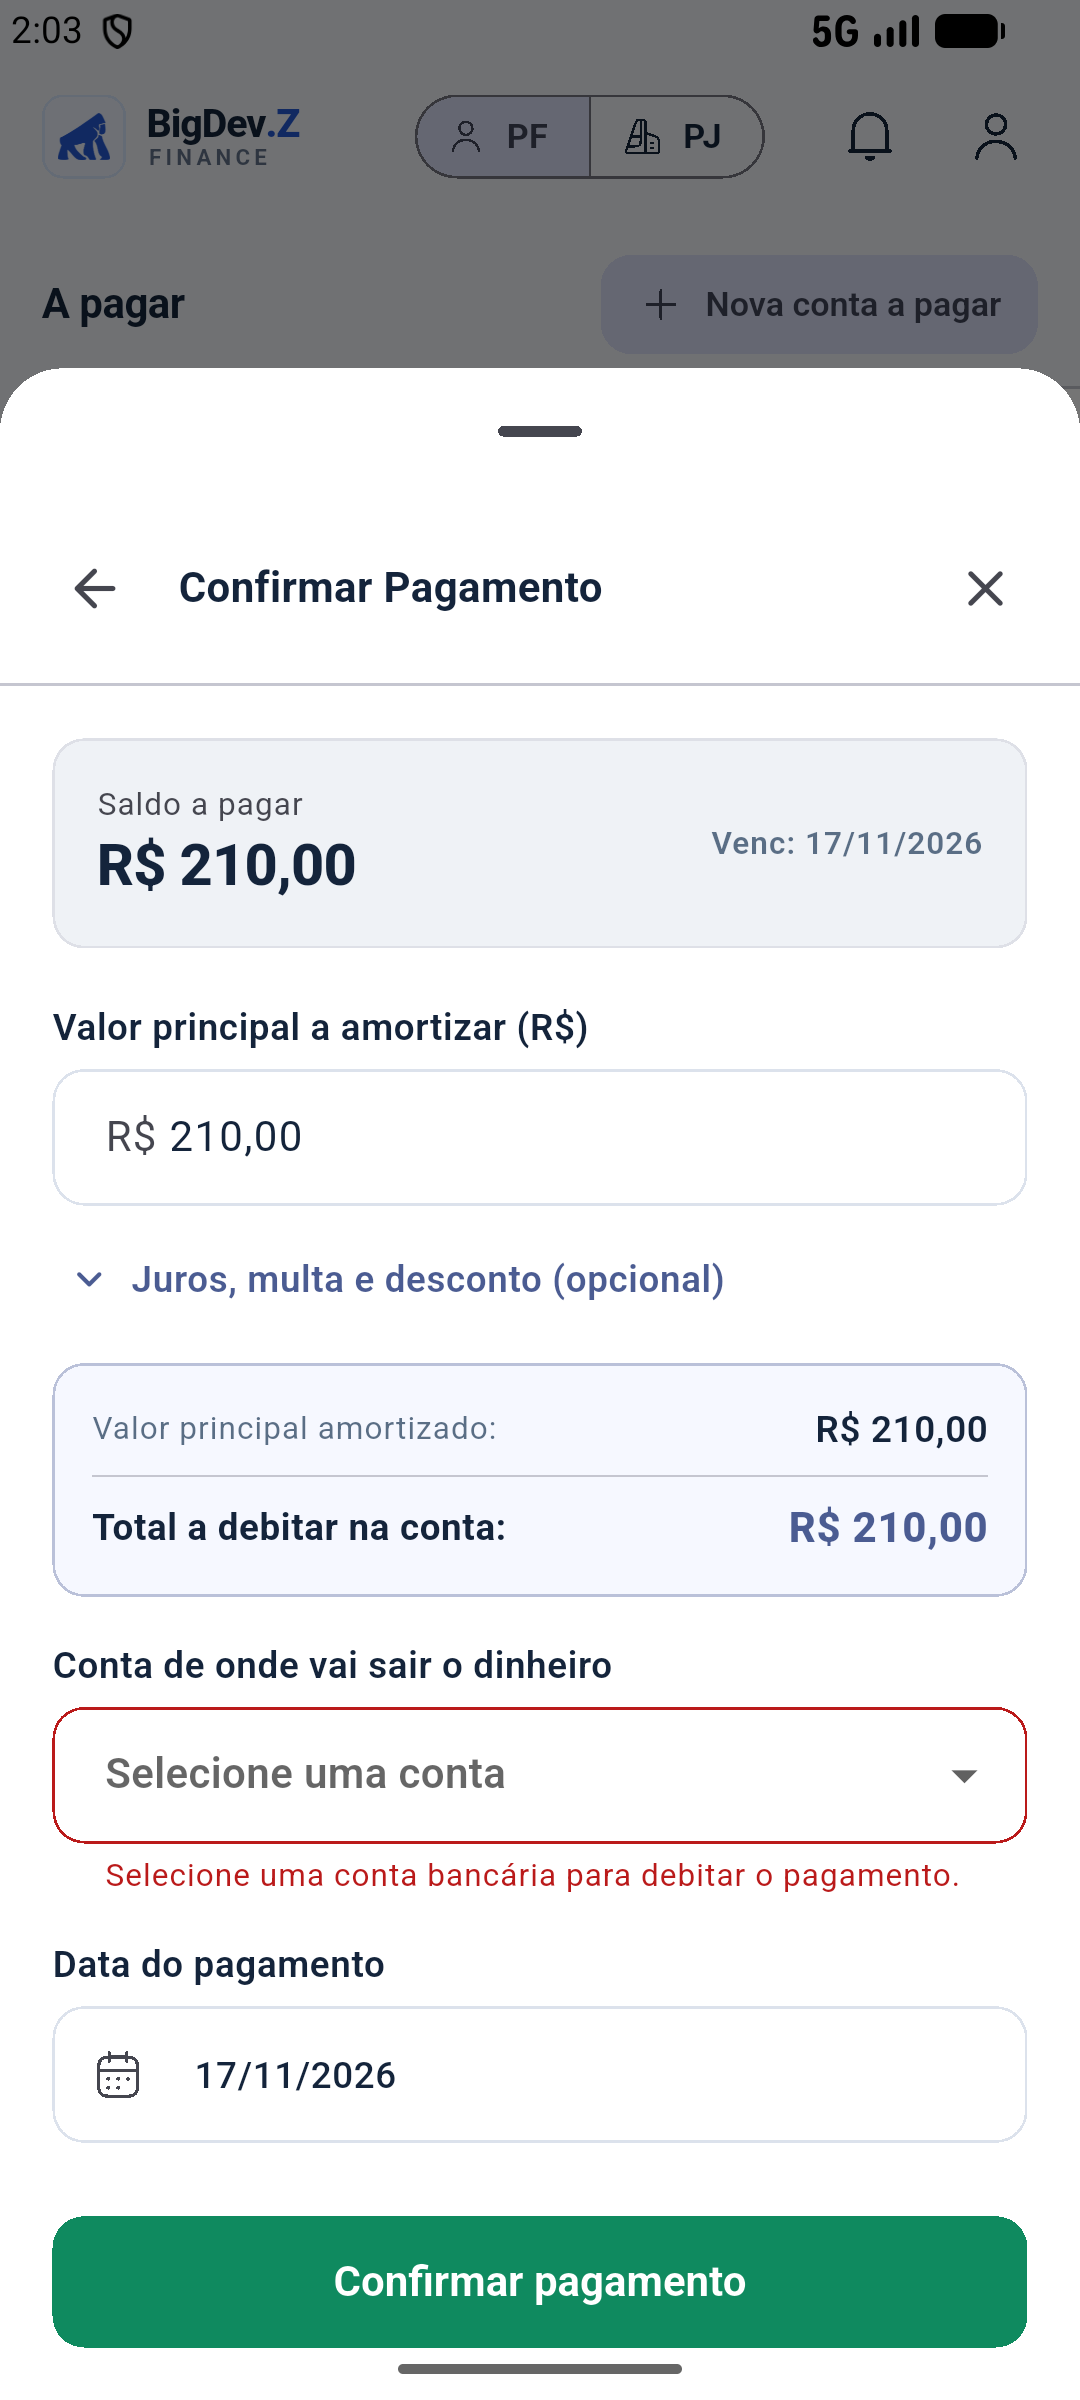 2:03
5G
BigDev.Z
FINANCE
PF
PJ
A pagar
Nova conta a pagar
Confirmar Pagamento
Saldo a pagar
R$ 210,00
Venc: 17/11/2026
Valor principal a amortizar (R$)
R$ 210,00
Juros, multa e desconto (opcional)
Valor principal amortizado:
R$ 210,00
Total a debitar na conta:
R$ 210,00
Conta de onde vai sair o dinheiro
Selecione uma conta
Selecione uma conta bancária para debitar o pagamento.
Data do pagamento
17/11/2026
Confirmar pagamento